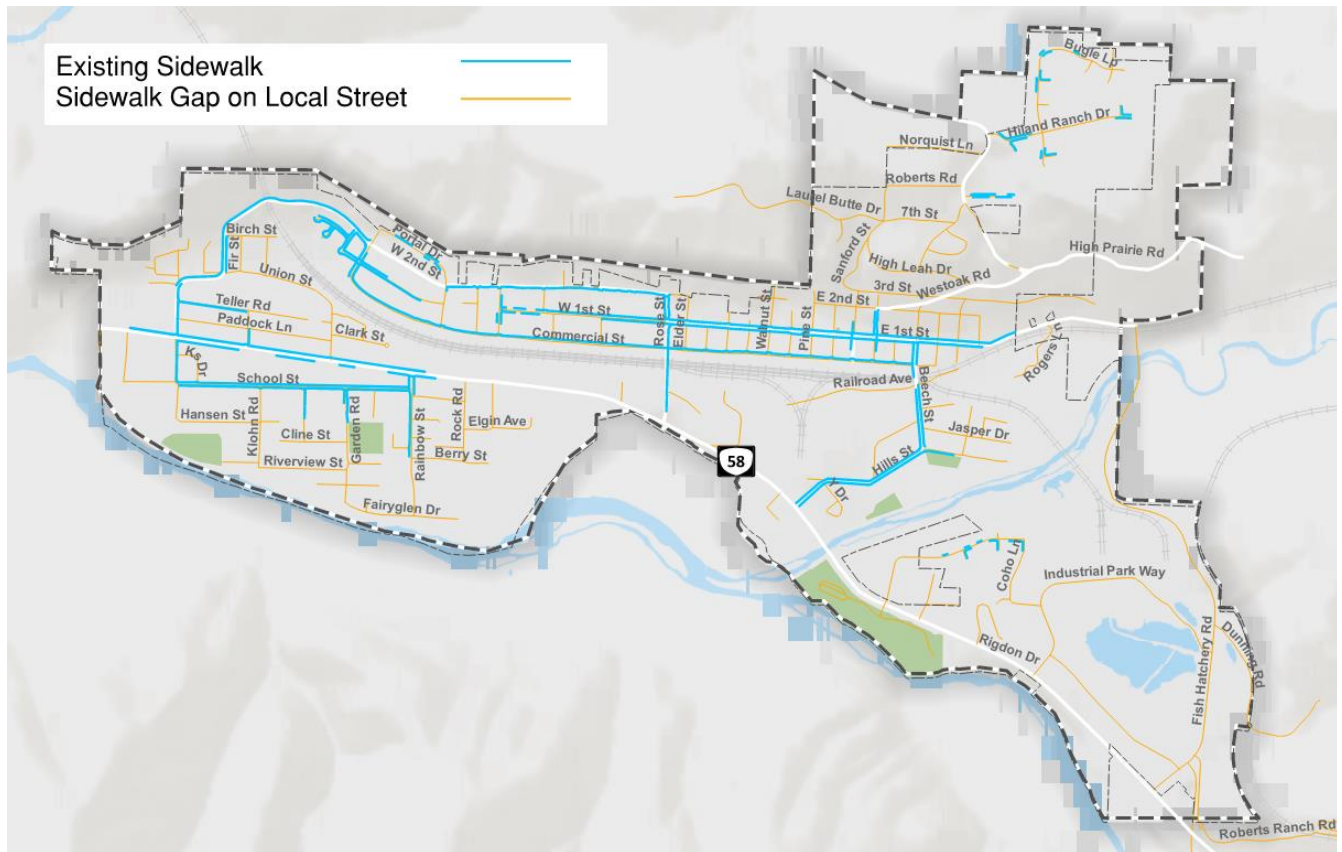 Existing Sidewalk
Sidewalk Gap on Local Street
Bugle Lp
Hiland Ranch Dr
Norquist Ln
Roberts Rd
Laurel Butte Dr
7th St
Sanford St
High Leah Dr
High Prairie Rd
3rd St
Westoak Rd
E 2nd St
E 1st St
Birch St
Fir St
Portal Dr
W 2nd St
Union St
Teller Rd
Paddock Ln
Clark St
W 1st St
Commercial St
Rose St
Elder St
Walnut St
Pine St
Rogers Ln
Railroad Ave
Beech St
Ks Dr
School St
Hansen St
Klohn Rd
Cline St
Garden Rd
Rainbow St
Rock Rd
Elgin Ave
Berry St
Riverview St
Fairyglen Dr
58
Jasper Dr
Hills St
Y Dr
Coho Ln
Industrial Park Way
Rigdon Dr
Fish Hatchery Rd
Dunning Rd
Roberts Ranch Rd